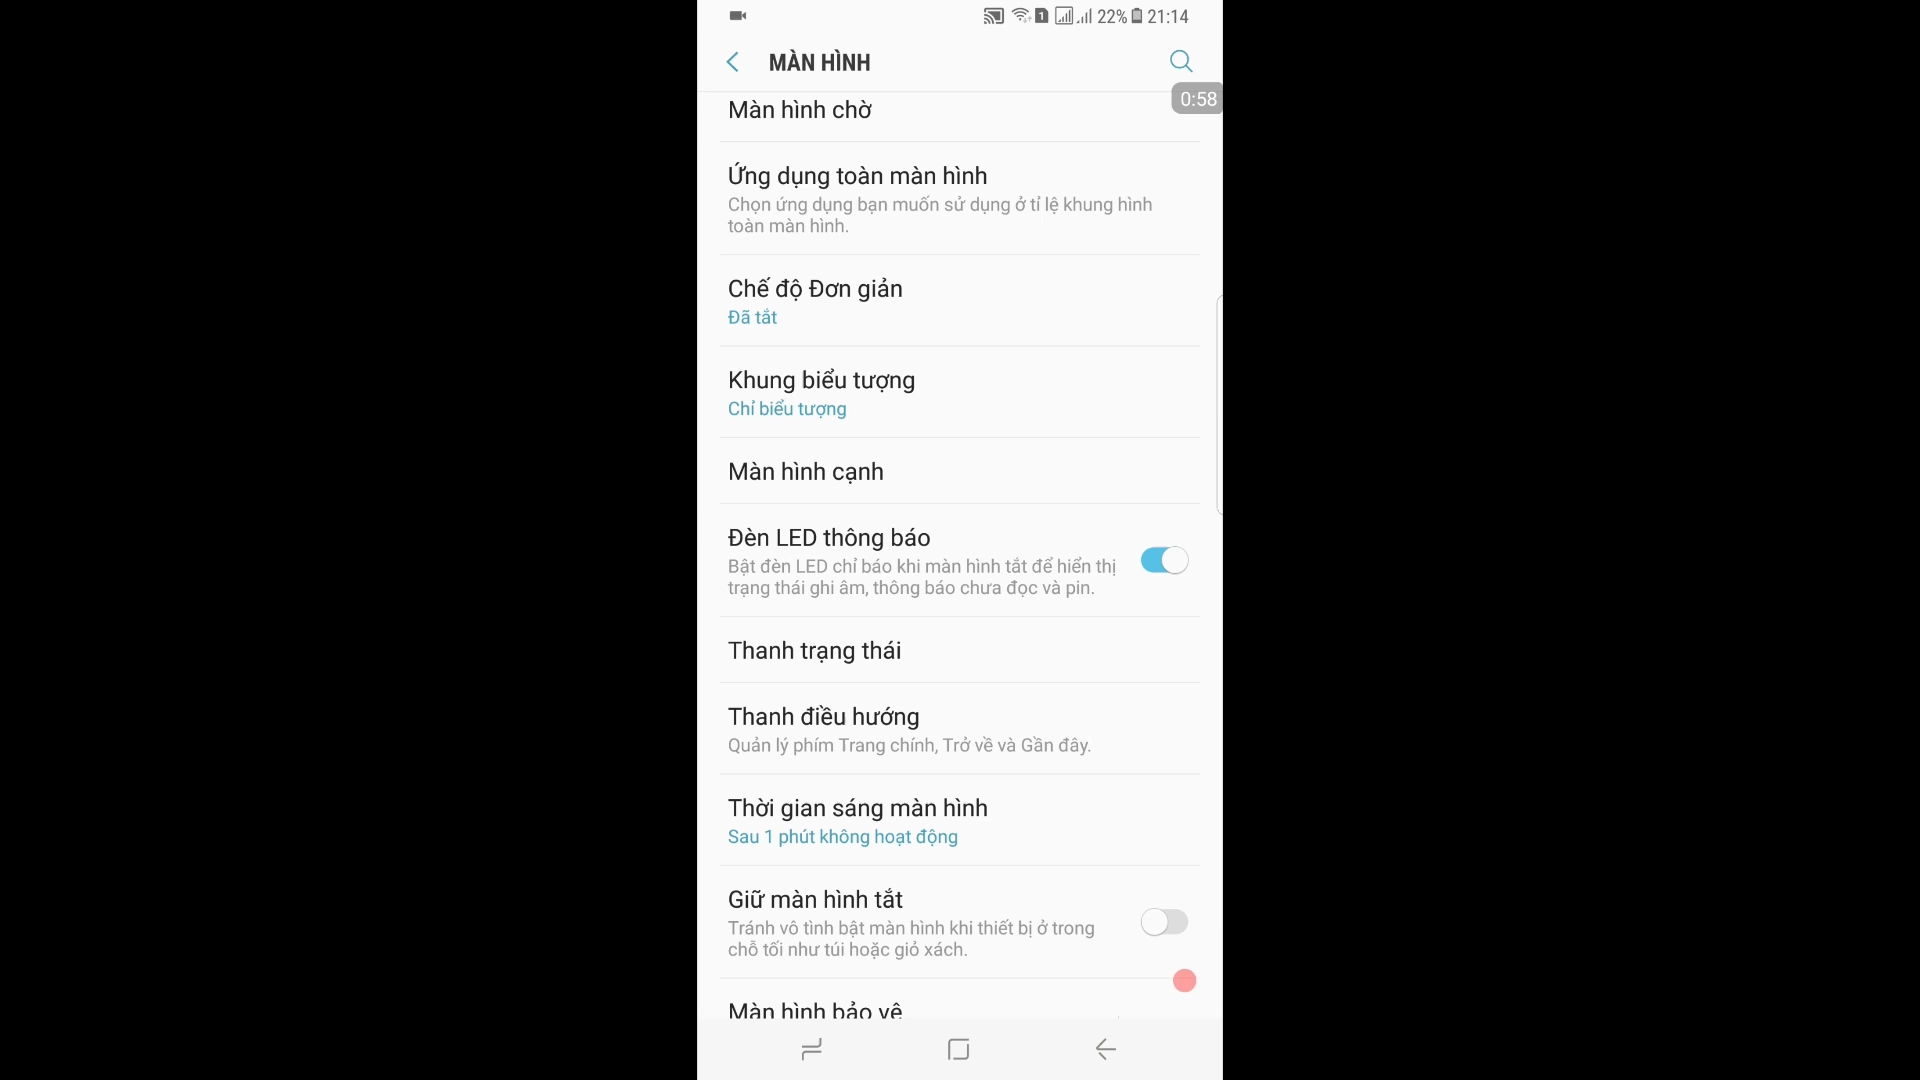 1 22% 21:14
MÀN HÌNH
0:58
Màn hình chờ
Ứng dụng toàn màn hình
Chọn ứng dụng bạn muốn sử dụng ở tỉ lệ khung hình
toàn màn hình.
Chế độ Đơn giản
Đã tắt
Khung biểu tượng
Chỉ biểu tượng
Màn hình cạnh
Đèn LED thông báo
Bật đèn LED chỉ báo khi màn hình tắt để hiển thị
trạng thái ghi âm, thông báo chưa đọc và pin.
Thanh trạng thái
Thanh điều hướng
Quản lý phím Trang chính, Trở về và Gần đây.
Thời gian sáng màn hình
Sau 1 phút không hoạt động
Giữ màn hình tắt
Tránh vô tình bật màn hình khi thiết bị ở trong
chỗ tối như túi hoặc giỏ xách.
Màn hình bảo vệ